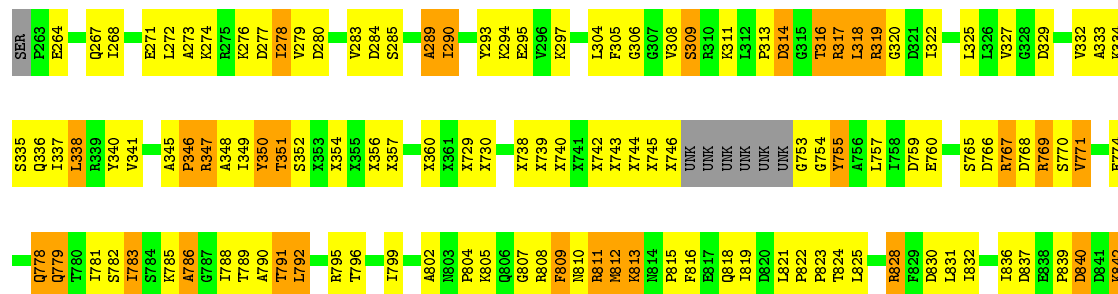 SER P263 E264 Q267 I268 E271 L272 A273 K274 R275 K276 D277 I278 V279 D280 V283 D284 S285 A289 I290 Y293 K294 E295 V296 K297 L304 F305 G306 G307 V308 S309 R310 K311 L312 P313 D314 G315 T316 R317 L318 R319 G320 D321 I322 L325 L326 V327 G328 D329 V332 A333
S335 Q336 I337 L338 R339 Y340 V341 A345 P346 R347 A348 I349 Y350 T351 S352 X353 X354 X355 X356 X357 X360 X361 X729 X730 X738 X739 X740 X741 X742 X743 X744 X745 X746 UNK UNK UNK UNK UNK UNK G753 G754 Y755 A756 L757 I758 D759 E760 S765 D766 R767 D768 R769 S770 V771
Q778 Q779 T780 I781 S782 I783 S784 K785 A786 G787 I788 T789 A790 T791 L792 R795 T796 I799 A802 N803 P804 K805 Q806 G807 R808 F809 N810 R811 M812 K813 N814 P815 F816 E817 Q818 I819 D820 L821 P822 P823 T824 L825 R828 F829 D830 L831 I832 I836 D837 E838 P839 D840 D841